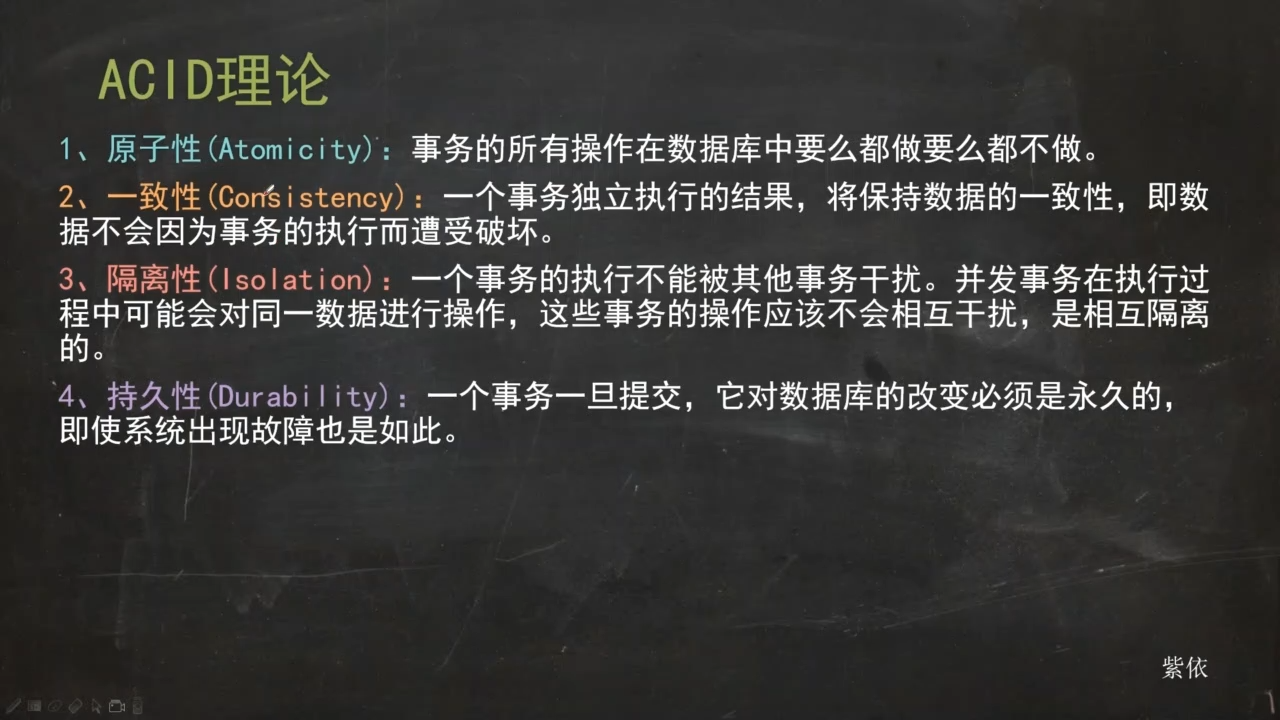 ACID理论
1、原子性(Atomicity)：事务的所有操作在数据库中要么都做要么都不做。
2、一致性(Consistency)：一个事务独立执行的结果，将保持数据的一致性，即数
据不会因为事务的执行而遭受破坏。
3、隔离性(Isolation)：一个事务的执行不能被其他事务干扰。并发事务在执行过
程中可能会对同一数据进行操作，这些事务的操作应该不会相互干扰，是相互隔离
的。
4、持久性(Durability)：一个事务一旦提交，它对数据库的改变必须是永久的，
即使系统出现故障也是如此。
紫依